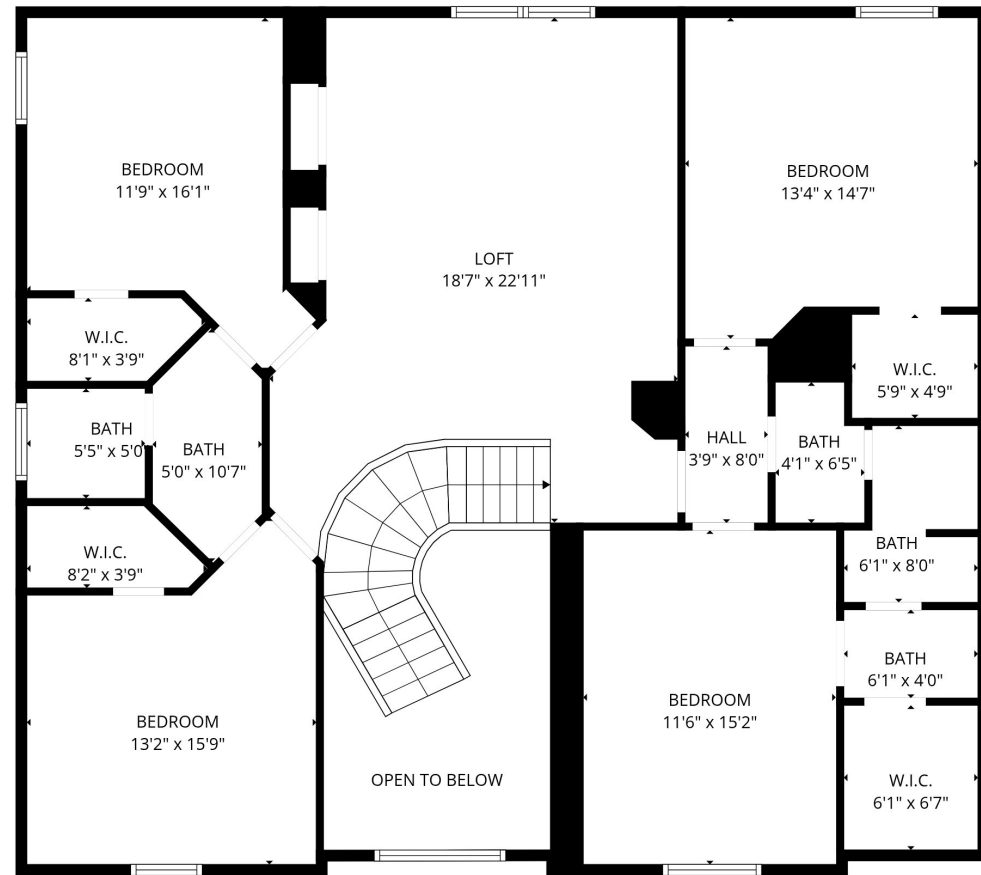 BEDROOM
11'9" x 16'1"
BEDROOM
13'4" x 14'7"
LOFT
18'7" x 22'11"
W.I.C.
8'1" x 3'9"
W.I.C.
5'9" x 4'9"
BATH
5'5" x 5'0"
BATH
5'0" x 10'7"
HALL
3'9" x 8'0"
BATH
4'1" x 6'5"
W.I.C.
8'2" x 3'9"
BATH
6'1" x 8'0"
BATH
6'1" x 4'0"
BEDROOM
13'2" x 15'9"
BEDROOM
11'6" x 15'2"
OPEN TO BELOW
W.I.C.
6'1" x 6'7"